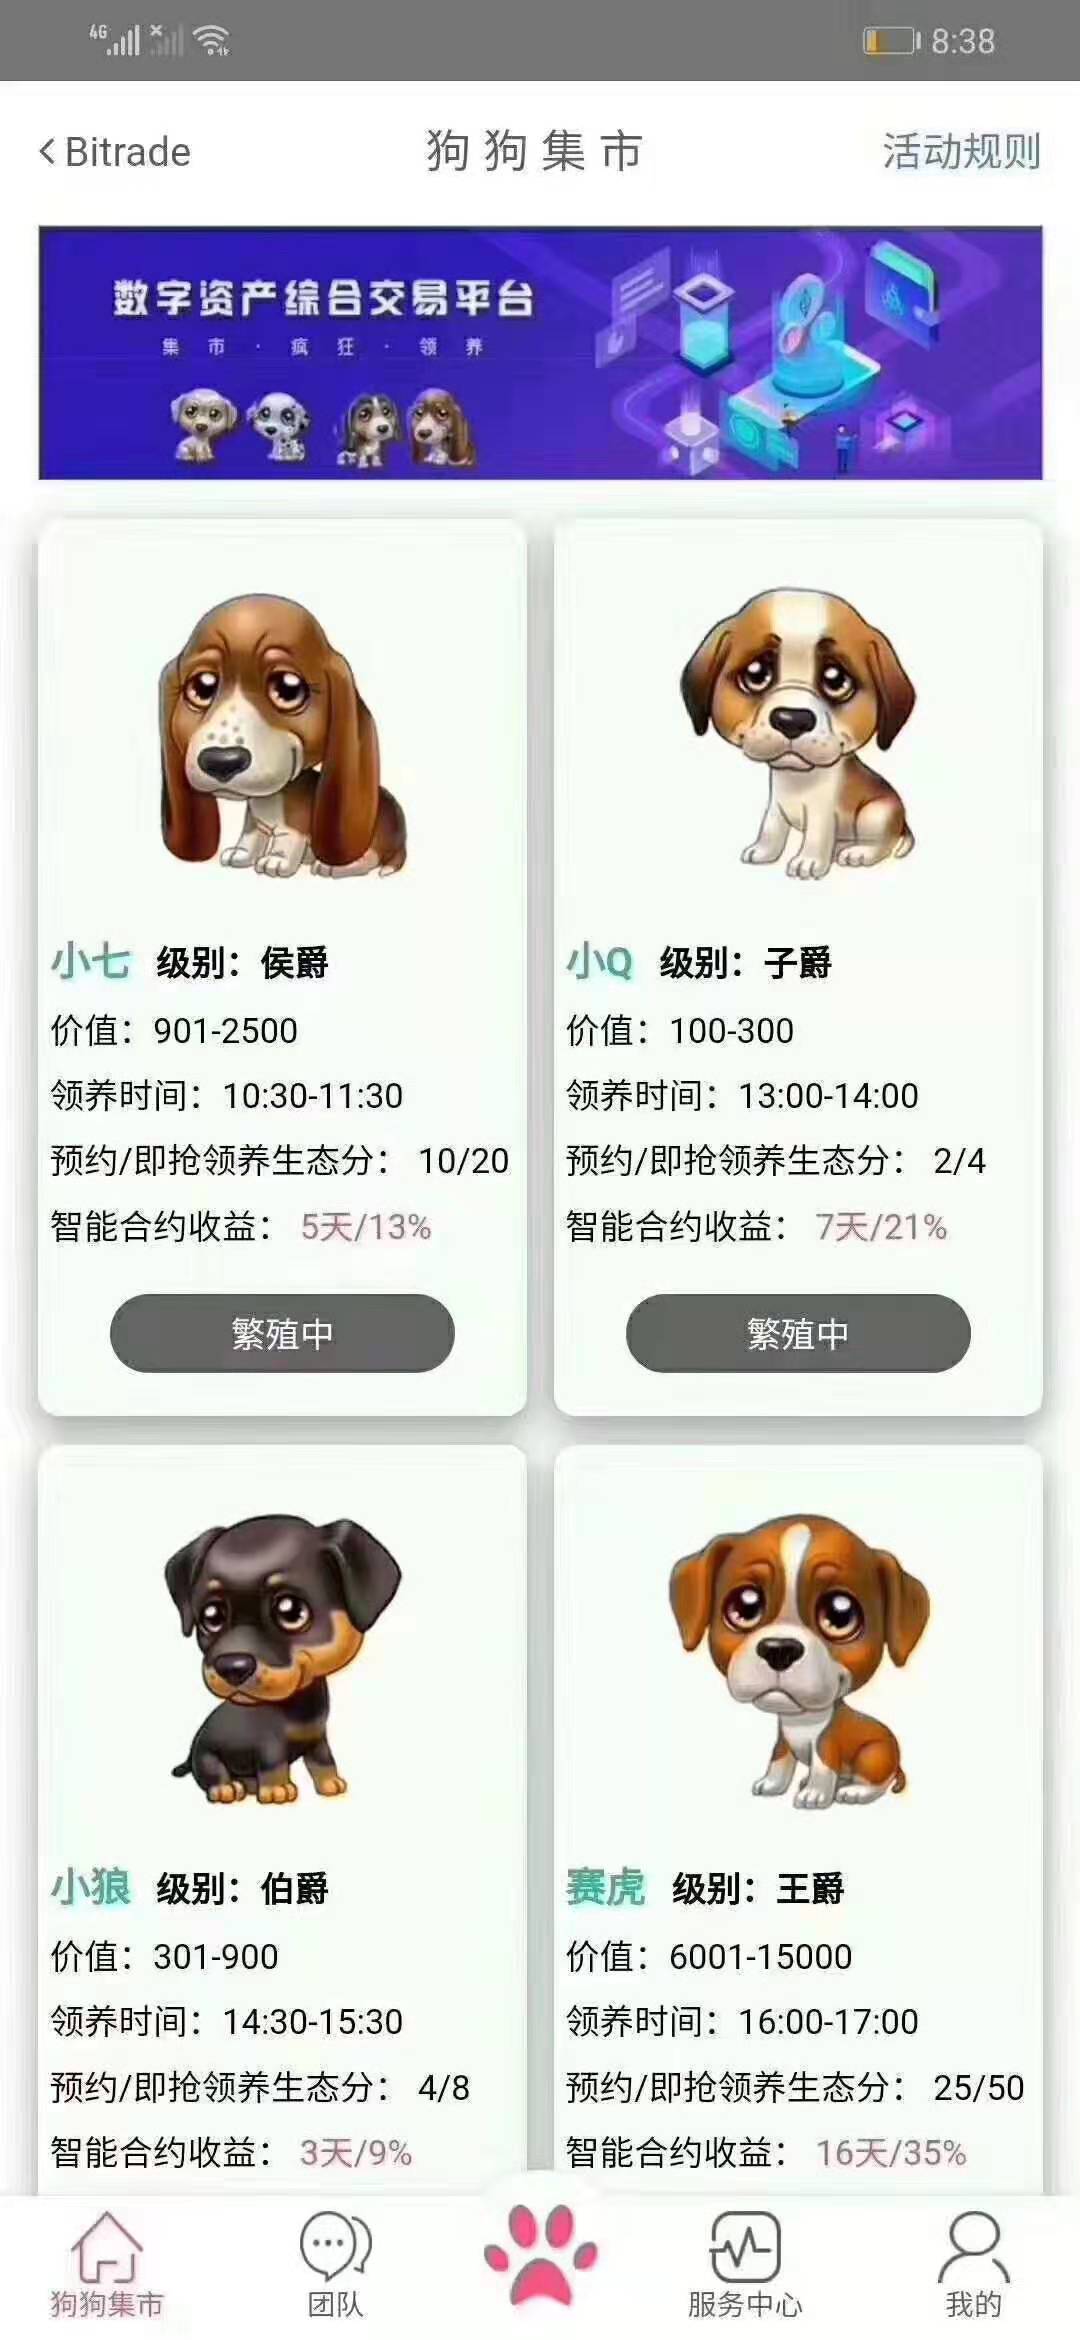 4G 8:38
Bitrade 狗狗集市 活动规则
数字资产综合交易平台
集市·疯狂·领养
小七 级别：侯爵
价值：901-2500
领养时间：10:30-11:30
预约/即抢领养生态分： 10/20
智能合约收益： 5天/13%
繁殖中
小Q 级别：子爵
价值：100-300
领养时间：13:00-14:00
预约/即抢领养生态分： 2/4
智能合约收益： 7天/21%
繁殖中
小狼 级别：伯爵
价值：301-900
领养时间：14:30-15:30
预约/即抢领养生态分： 4/8
智能合约收益： 3天/9%
赛虎 级别：王爵
价值：6001-15000
领养时间：16:00-17:00
预约/即抢领养生态分： 25/50
智能合约收益： 16天/35%
狗狗集市 团队 服务中心 我的